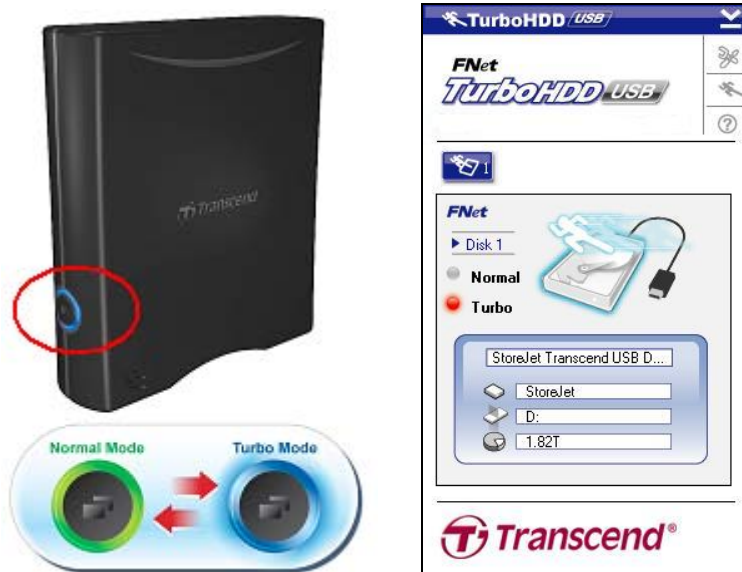 Transcend
Normal Mode
Turbo Mode
TurboHDD USB
FNet
TurboHDD USB
?
1
FNet
Disk 1
Normal
Turbo
StoreJet Transcend USB D...
StoreJet
D:
1.82T
Transcend®